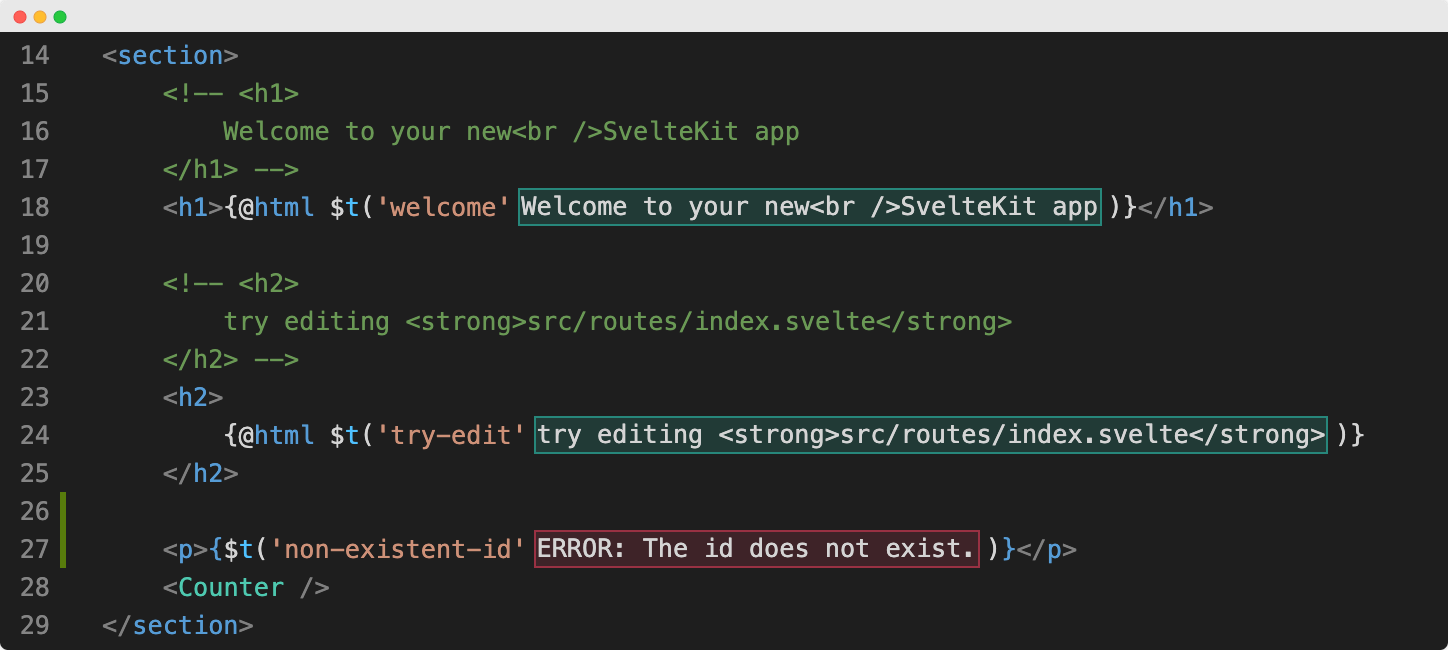 14 <section>
15 <!-- <h1>
16 Welcome to your new<br />SvelteKit app
17 </h1> -->
18 <h1>{@html $t('welcome' Welcome to your new<br />SvelteKit app )}</h1>
19
20 <!-- <h2>
21 try editing <strong>src/routes/index.svelte</strong>
22 </h2> -->
23 <h2>
24 {@html $t('try-edit' try editing <strong>src/routes/index.svelte</strong> )}
25 </h2>
26
27 <p>{$t('non-existent-id' ERROR: The id does not exist. )}</p>
28 <Counter />
29 </section>